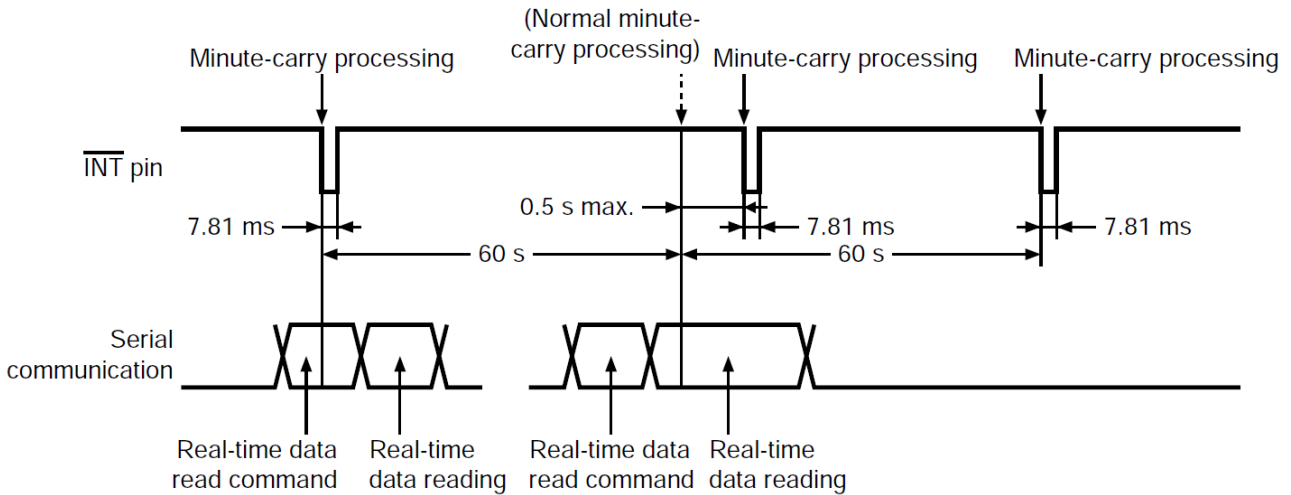 (Normal minute-
carry processing)
Minute-carry processing
Minute-carry processing
Minute-carry processing
INT pin
0.5 s max.
7.81 ms
7.81 ms
7.81 ms
60 s
60 s
Serial
communication
Real-time data
read command
Real-time
data reading
Real-time data
read command
Real-time
data reading